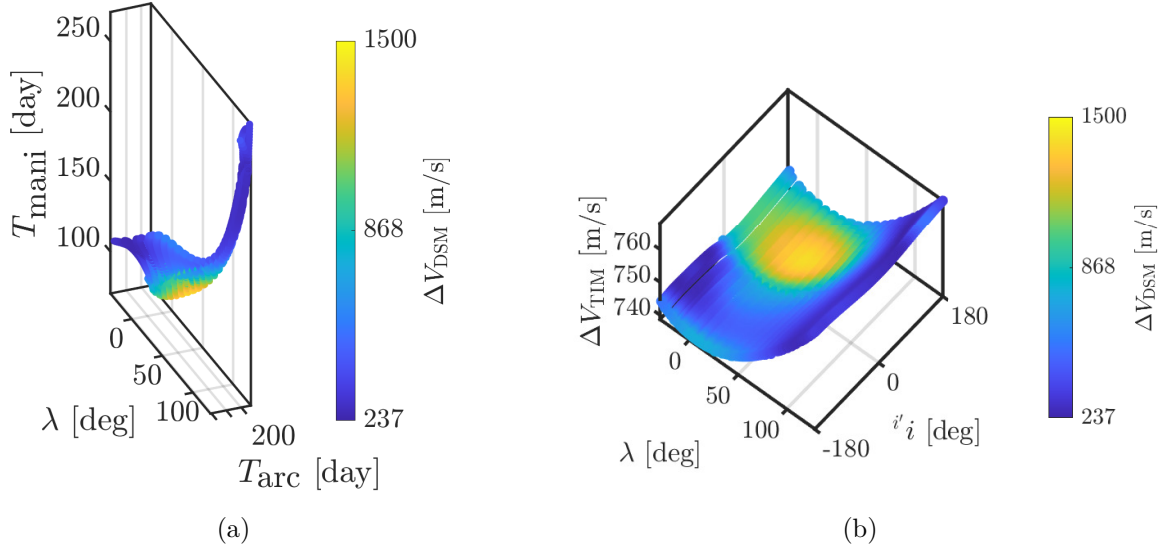 250
200
150
100
T_mani [day]
0
50
100
λ [deg]
200
T_arc [day]
1500
868
237
ΔV_DSM [m/s]
(a)
760
750
740
ΔV_TIM [m/s]
0
50
100
λ [deg]
180
0
-180
i' i [deg]
1500
868
237
ΔV_DSM [m/s]
(b)